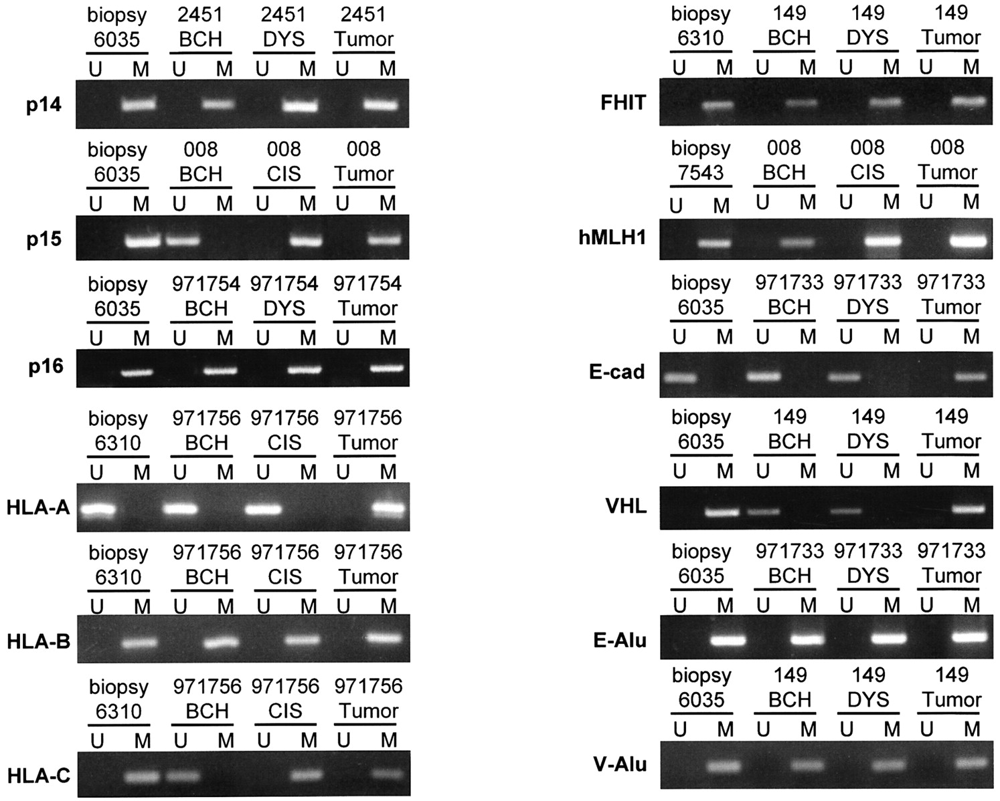 biopsy 2451 2451 2451
6035 BCH DYS Tumor
U M U M U M U M
p14
biopsy 008 008 008
6035 BCH CIS Tumor
U M U M U M U M
p15
biopsy 971754 971754 971754
6035 BCH DYS Tumor
U M U M U M U M
p16
biopsy 971756 971756 971756
6310 BCH CIS Tumor
U M U M U M U M
HLA-A
biopsy 971756 971756 971756
6310 BCH CIS Tumor
U M U M U M U M
HLA-B
biopsy 971756 971756 971756
6310 BCH CIS Tumor
U M U M U M U M
HLA-C
biopsy 149 149 149
6310 BCH DYS Tumor
U M U M U M U M
FHIT
biopsy 008 008 008
7543 BCH CIS Tumor
U M U M U M U M
hMLH1
biopsy 971733 971733 971733
6035 BCH DYS Tumor
U M U M U M U M
E-cad
biopsy 149 149 149
6035 BCH DYS Tumor
U M U M U M U M
VHL
biopsy 971733 971733 971733
6035 BCH DYS Tumor
U M U M U M U M
E-Alu
biopsy 149 149 149
6035 BCH DYS Tumor
U M U M U M U M
V-Alu